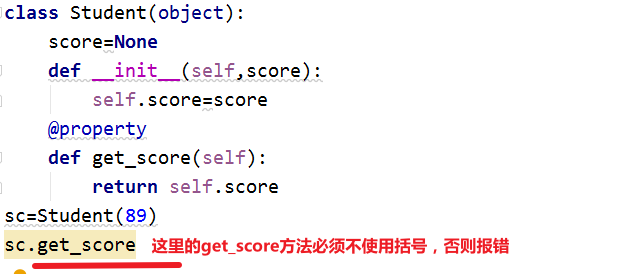 class Student(object):
    score=None
    def __init__(self,score):
        self.score=score
    @property
    def get_score(self):
        return self.score
sc=Student(89)
sc.get_score 这里的get_score方法必须不使用括号，否则报错